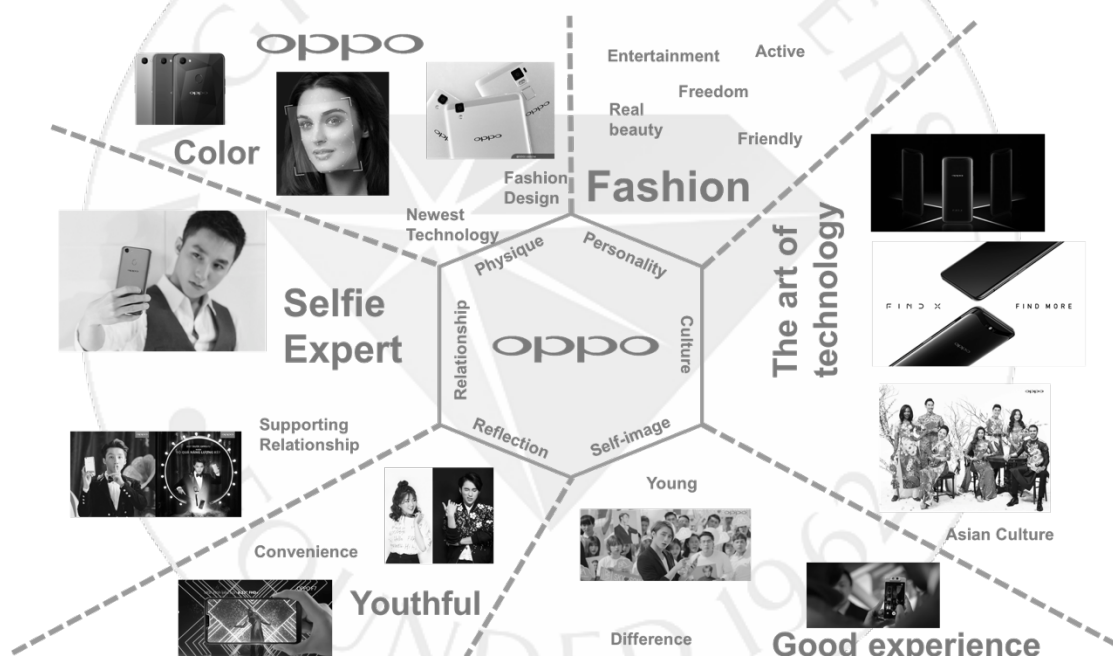 oppo
Color
Fashion
Design
Newest
Technology
Physique
Entertainment
Active
Freedom
Real
beauty
Friendly
Fashion
Personality
The art of
technology
Culture
FIND X
FIND MORE
oppo
Selfie
Expert
Relationship
Supporting
Relationship
Reflection
Self-image
Convenience
Youthful
Young
Difference
Asian Culture
Good experience
FOUNDED 1962